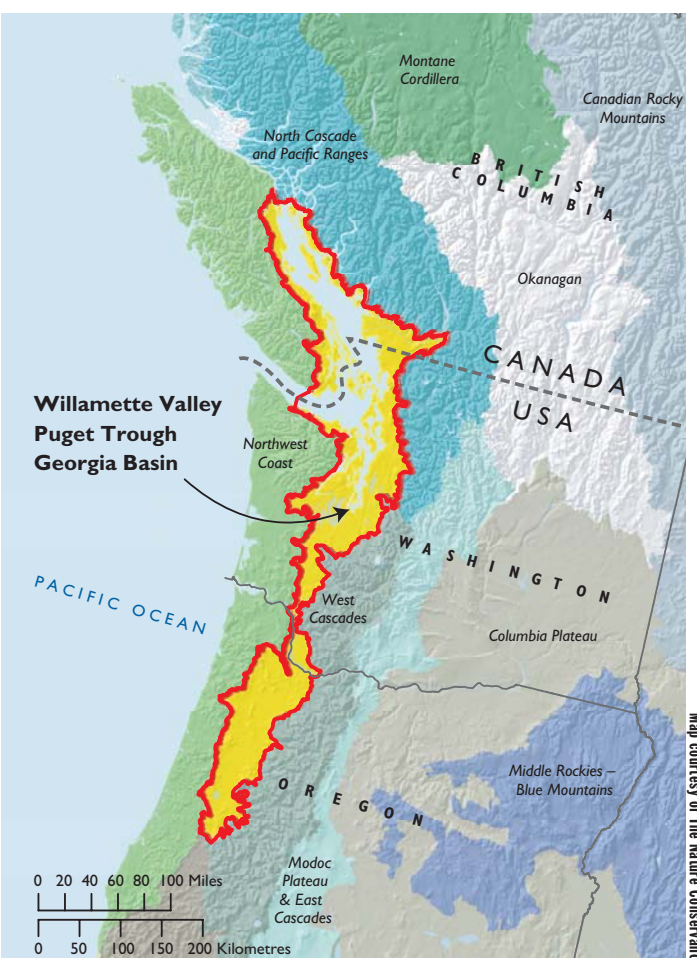 Montane
Cordillera
Canadian Rocky
Mountains
North Cascade
and Pacific Ranges
BRITISH
COLUMBIA
Okanagan
CANADA
USA
Willamette Valley
Puget Trough
Georgia Basin
Northwest
Coast
WASHINGTON
PACIFIC OCEAN
West
Cascades
Columbia Plateau
Middle Rockies –
Blue Mountains
OREGON
Modoc
Plateau
& East
Cascades
0 20 40 60 80 100 Miles
0 50 100 150 200 Kilometres
Map courtesy of The Nature